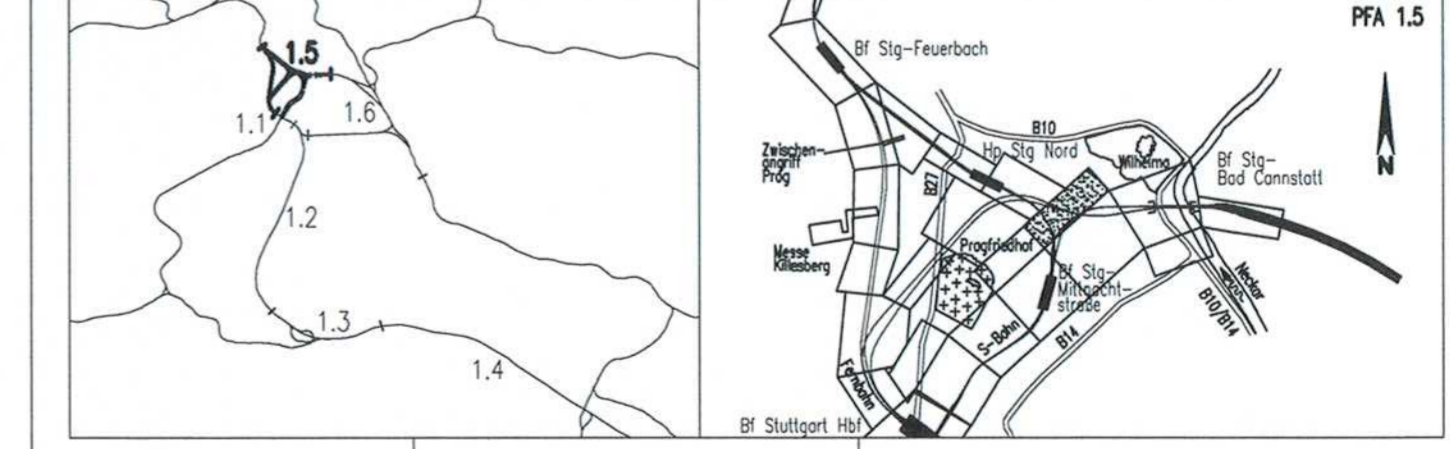 1.5
1.6
1.1
1.2
1.3
1.4
PFA 1.5
Bf Stg-Feuerbach
N
B10
Zwischen-
angriff
Prag
Hp Stg Nord
Wilhelma
Bf Stg-
Bad Cannstatt
B27
Messe
Killesberg
Pragfriedhof
Bf Stg-
Mittnacht-
straße
Neckar
B10/B14
S-Bahn
B14
Fernbahn
Bf Stuttgart Hbf